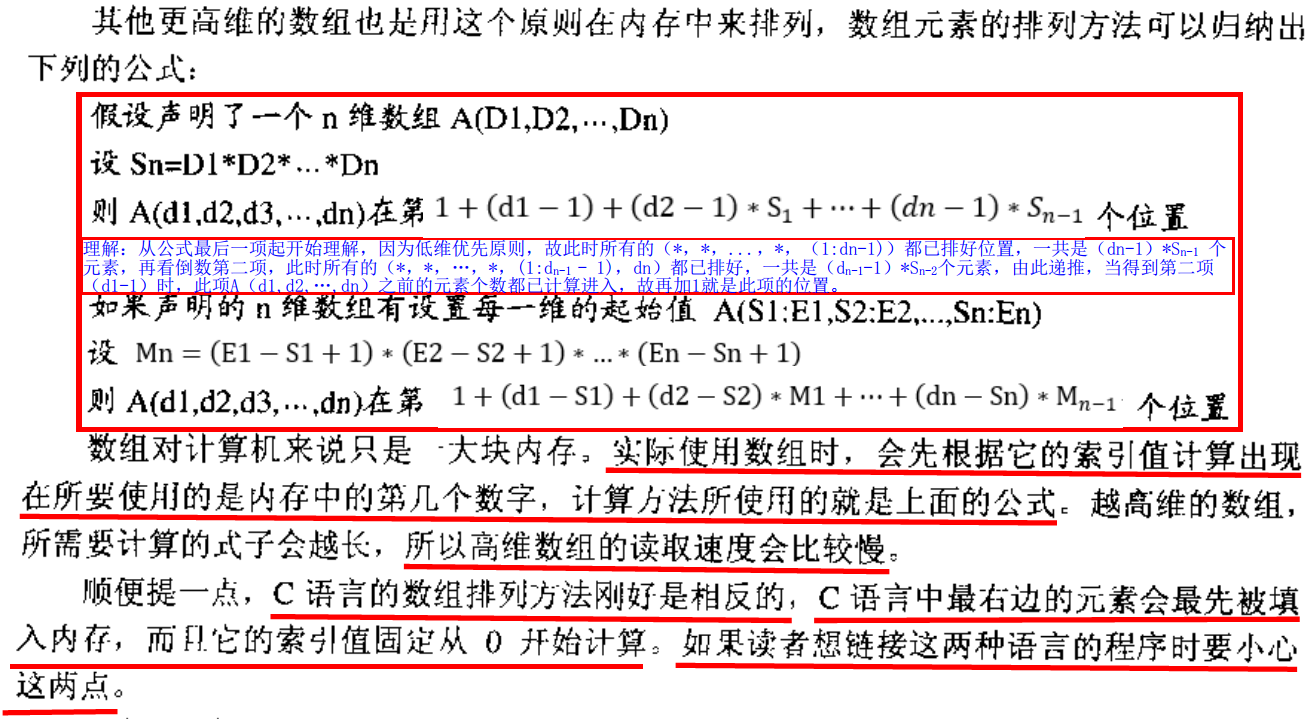 其他更高维的数组也是用这个原则在内存中来排列，数组元素的排列方法可以归纳出
下列的公式：
假设声明了一个 n 维数组 A(D1,D2,…,Dn)
设 Sn=D1*D2*…*Dn
则 A(d1,d2,d3,…,dn)在第 1 + (d1 − 1) + (d2 − 1) * S₁ + ⋯ + (dn − 1) * Sₙ₋₁ 个位置
理解：从公式最后一项起开始理解，因为低维优先原则，故此时所有的（*，*，...，*，（1:dn-1））都已排好位置，一共是（dn-1）*Sₙ₋₁ 个
元素，再看倒数第二项，此时所有的（*，*，…，*，（1:dₙ₋₁ - 1），dn）都已排好，一共是（dₙ₋₁-1）*Sₙ₋₂个元素，由此递推，当得到第二项
（d1-1）时，此项A（d1,d2,…,dn）之前的元素个数都已计算进入，故再加1就是此项的位置。
如果声明的 n 维数组有设置每一维的起始值 A(S1:E1,S2:E2,...,Sn:En)
设 Mn = (E1 − S1 + 1) * (E2 − S2 + 1) * … * (En − Sn + 1)
则 A(d1,d2,d3,…,dn)在第 1 + (d1 − S1) + (d2 − S2) * M1 + ⋯ + (dn − Sn) * Mₙ₋₁ 个位置
数组对计算机来说只是一大块内存。实际使用数组时，会先根据它的索引值计算出现
在所要使用的是内存中的第几个数字，计算方法所使用的就是上面的公式。越高维的数组，
所需要计算的式子会越长，所以高维数组的读取速度会比较慢。
顺便提一点，C 语言的数组排列方法刚好是相反的，C 语言中最右边的元素会最先被填
入内存，而且它的索引值固定从 0 开始计算。如果读者想链接这两种语言的程序时要小心
这两点。